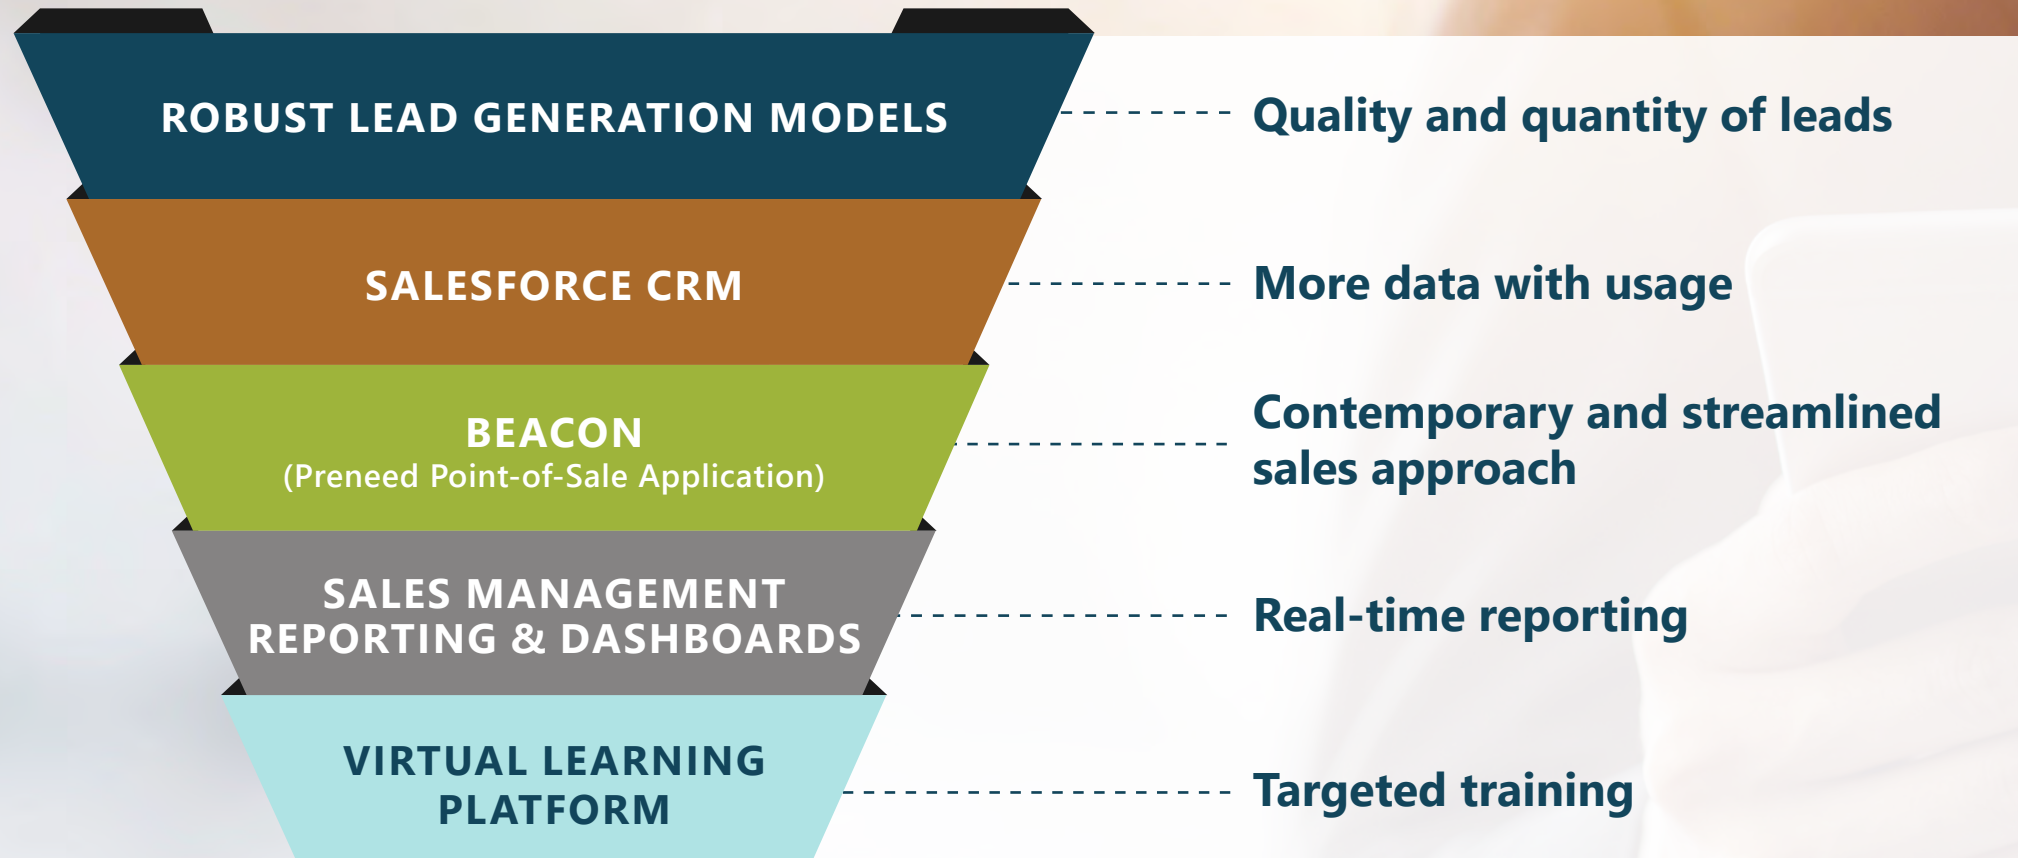 ROBUST LEAD GENERATION MODELS
Quality and quantity of leads
SALESFORCE CRM
More data with usage
BEACON
(Preneed Point-of-Sale Application)
Contemporary and streamlined
sales approach
SALES MANAGEMENT
REPORTING & DASHBOARDS
Real-time reporting
VIRTUAL LEARNING
PLATFORM
Targeted training